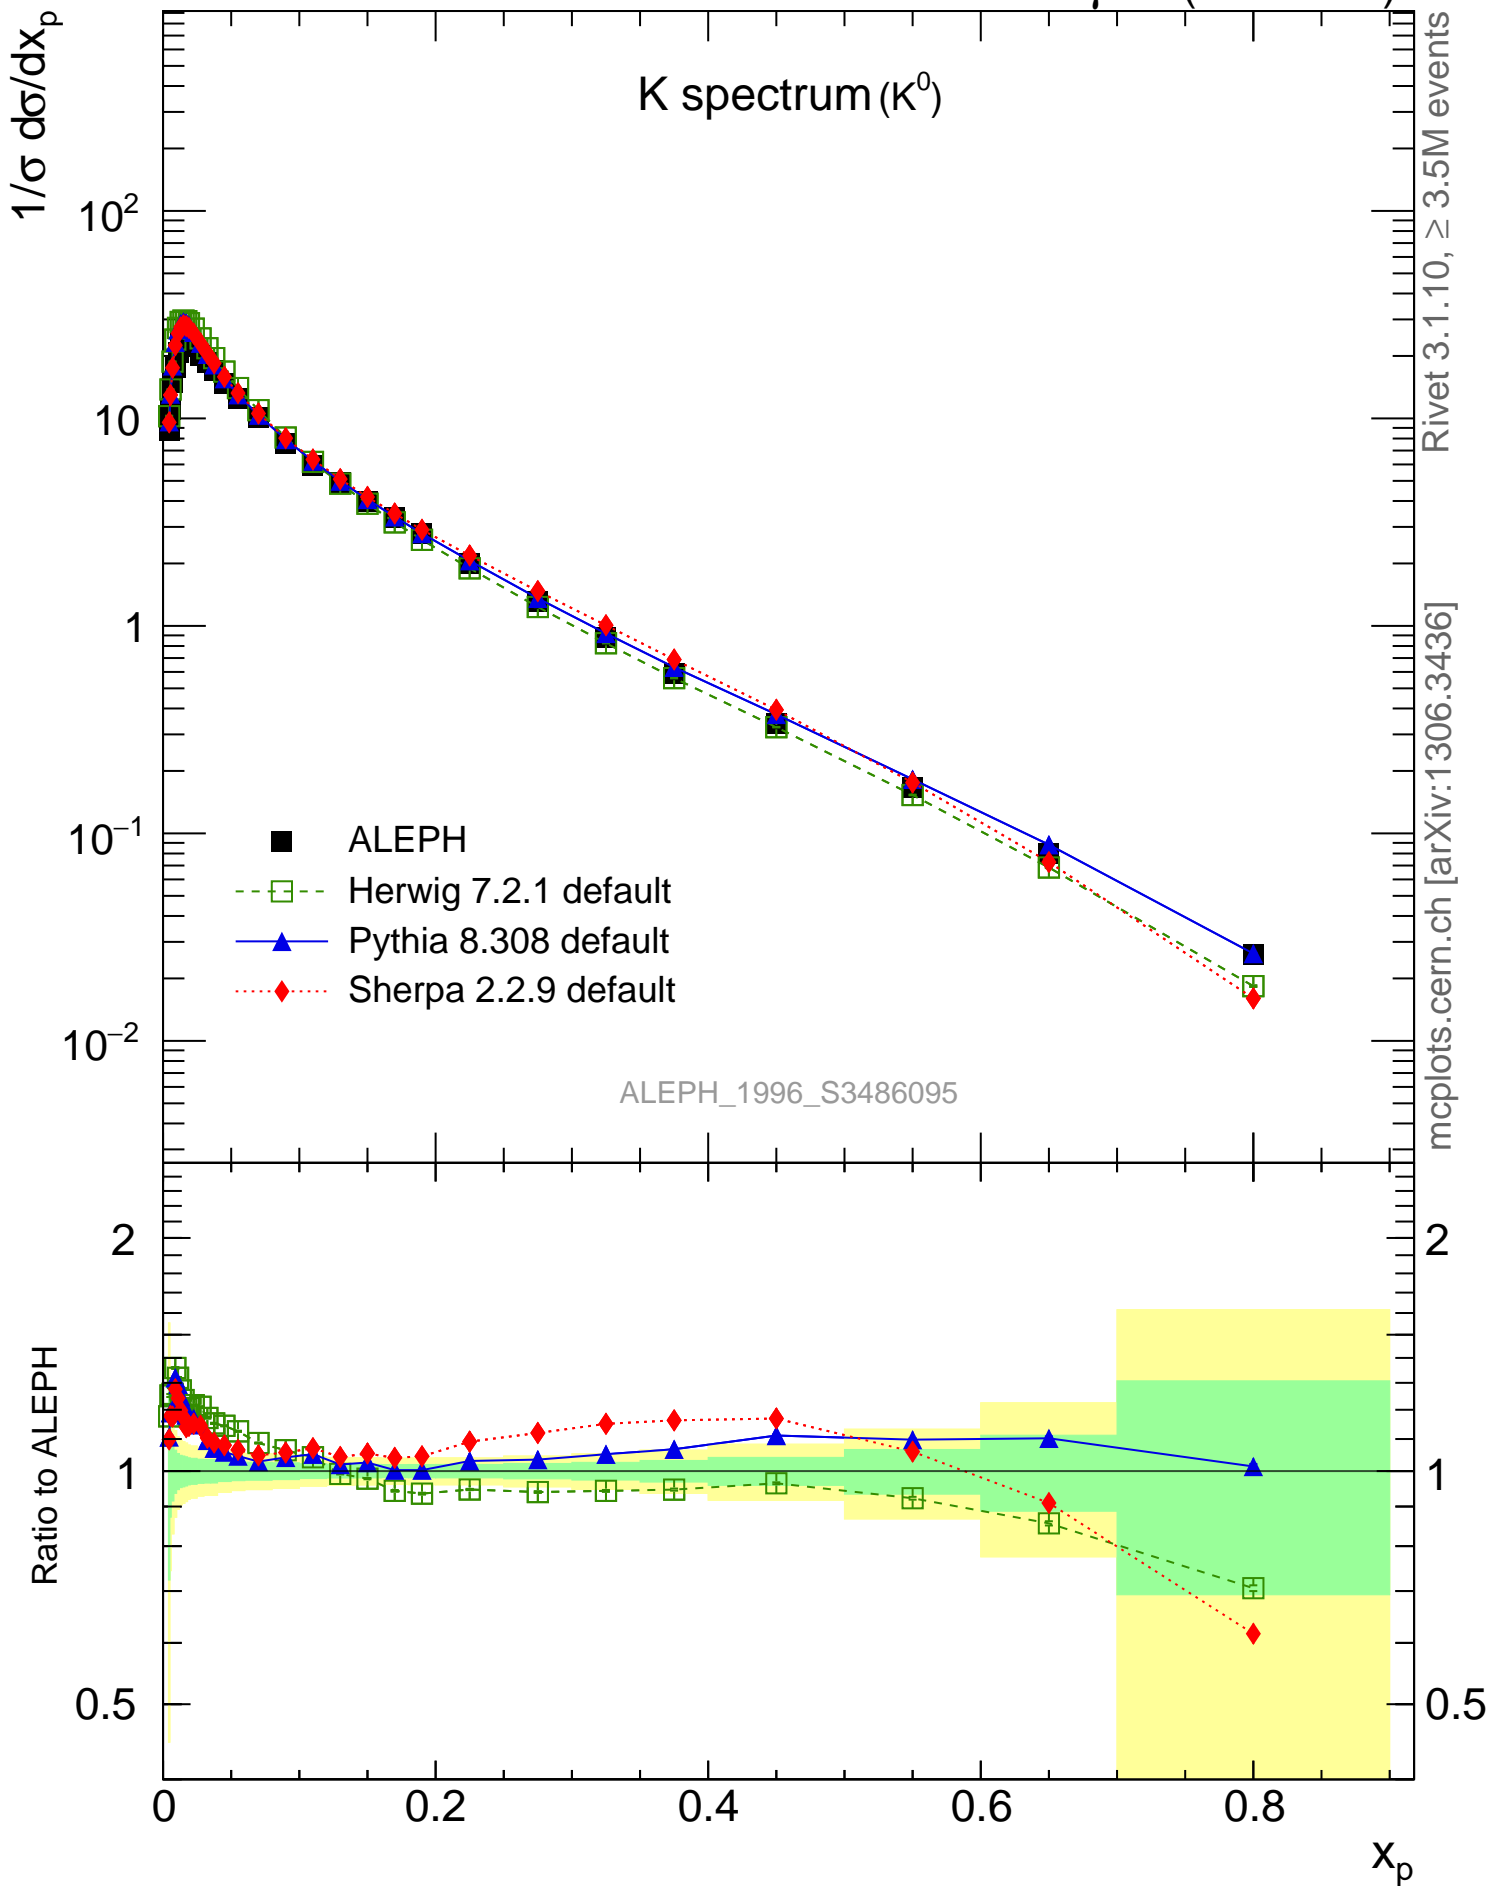 1/σ dσ/dx_p
K spectrum (K⁰)
10²
10
1
10⁻¹
10⁻²
ALEPH
Herwig 7.2.1 default
Pythia 8.308 default
Sherpa 2.2.9 default
ALEPH_1996_S3486095
Rivet 3.1.10, ≥ 3.5M events
mcplots.cern.ch [arXiv:1306.3436]
Ratio to ALEPH
2
1
0.5
2
1
0.5
0
0.2
0.4
0.6
0.8
x_p